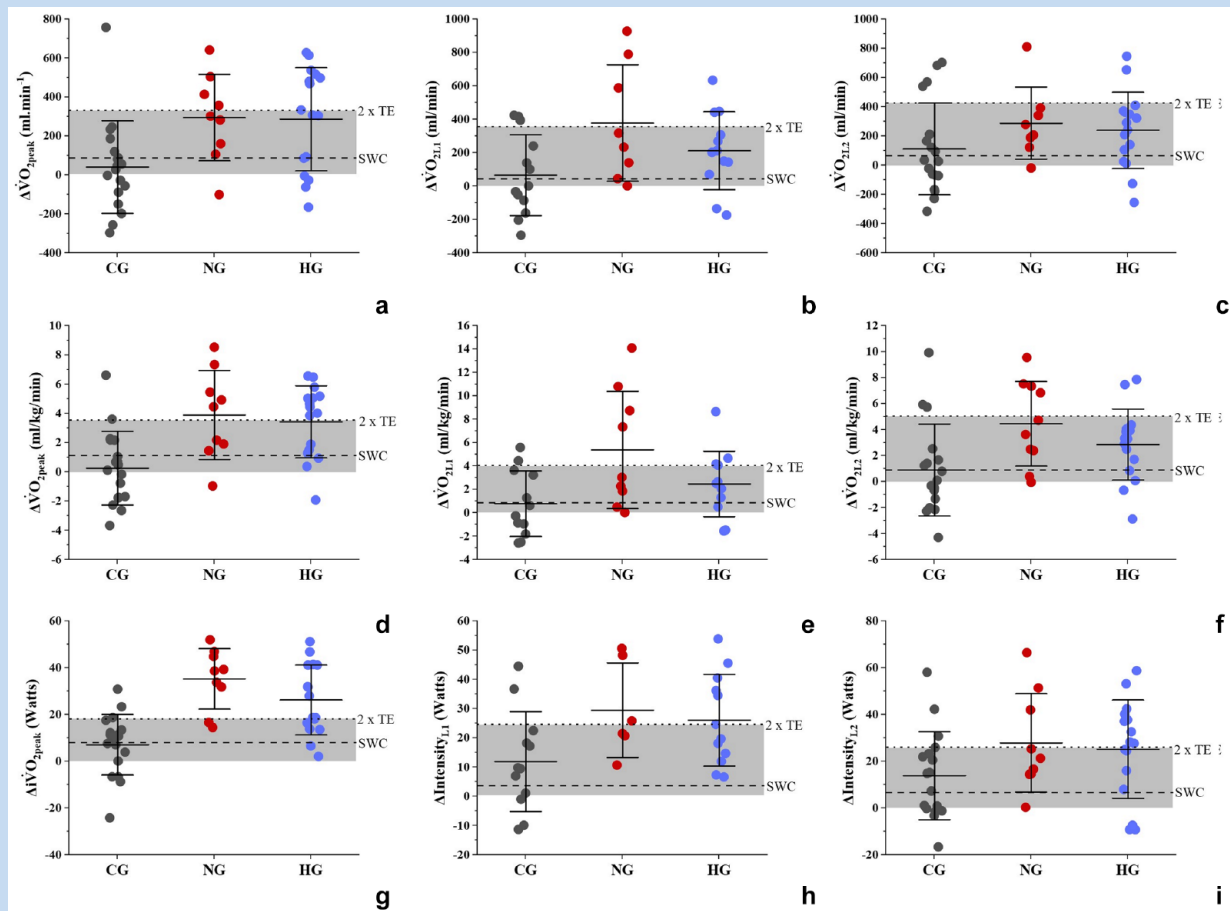 ΔV̇O2peak (ml.min-1)
800
600
400
200
0
-200
-400
2 x TE
SWC
CG NG HG
a
ΔV̇O2L1 (ml/min)
1000
800
600
400
200
0
-200
-400
2 x TE
SWC
CG NG HG
b
ΔV̇O2L2 (ml/min)
1000
800
600
400
200
0
-200
-400
-600
2 x TE
SWC
CG NG HG
c
ΔV̇O2peak (ml/kg/min)
10
8
6
4
2
0
-2
-4
-6
2 x TE
SWC
CG NG HG
d
ΔV̇O2L1 (ml/kg/min)
16
14
12
10
8
6
4
2
0
-2
-4
2 x TE
SWC
CG NG HG
e
ΔV̇O2L2 (ml/kg/min)
12
10
8
6
4
2
0
-2
-4
-6
2 x TE
SWC
CG NG HG
f
ΔiV̇O2peak (Watts)
60
40
20
0
-20
-40
2 x TE
SWC
CG NG HG
g
ΔIntensityL1 (Watts)
60
50
40
30
20
10
0
-10
-20
2 x TE
SWC
CG NG HG
h
ΔIntensityL2 (Watts)
80
60
40
20
0
-20
2 x TE
SWC
CG NG HG
i